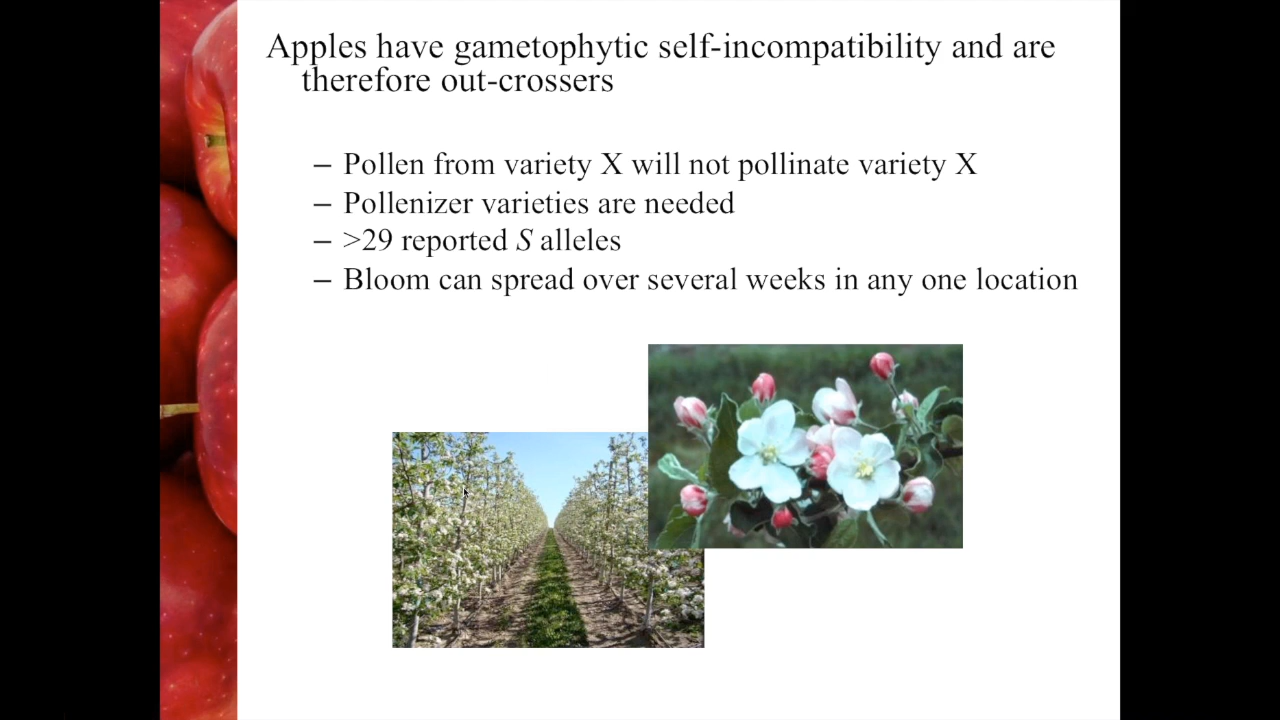 Apples have gametophytic self-incompatibility and are
therefore out-crossers
– Pollen from variety X will not pollinate variety X
– Pollenizer varieties are needed
– >29 reported S alleles
– Bloom can spread over several weeks in any one location